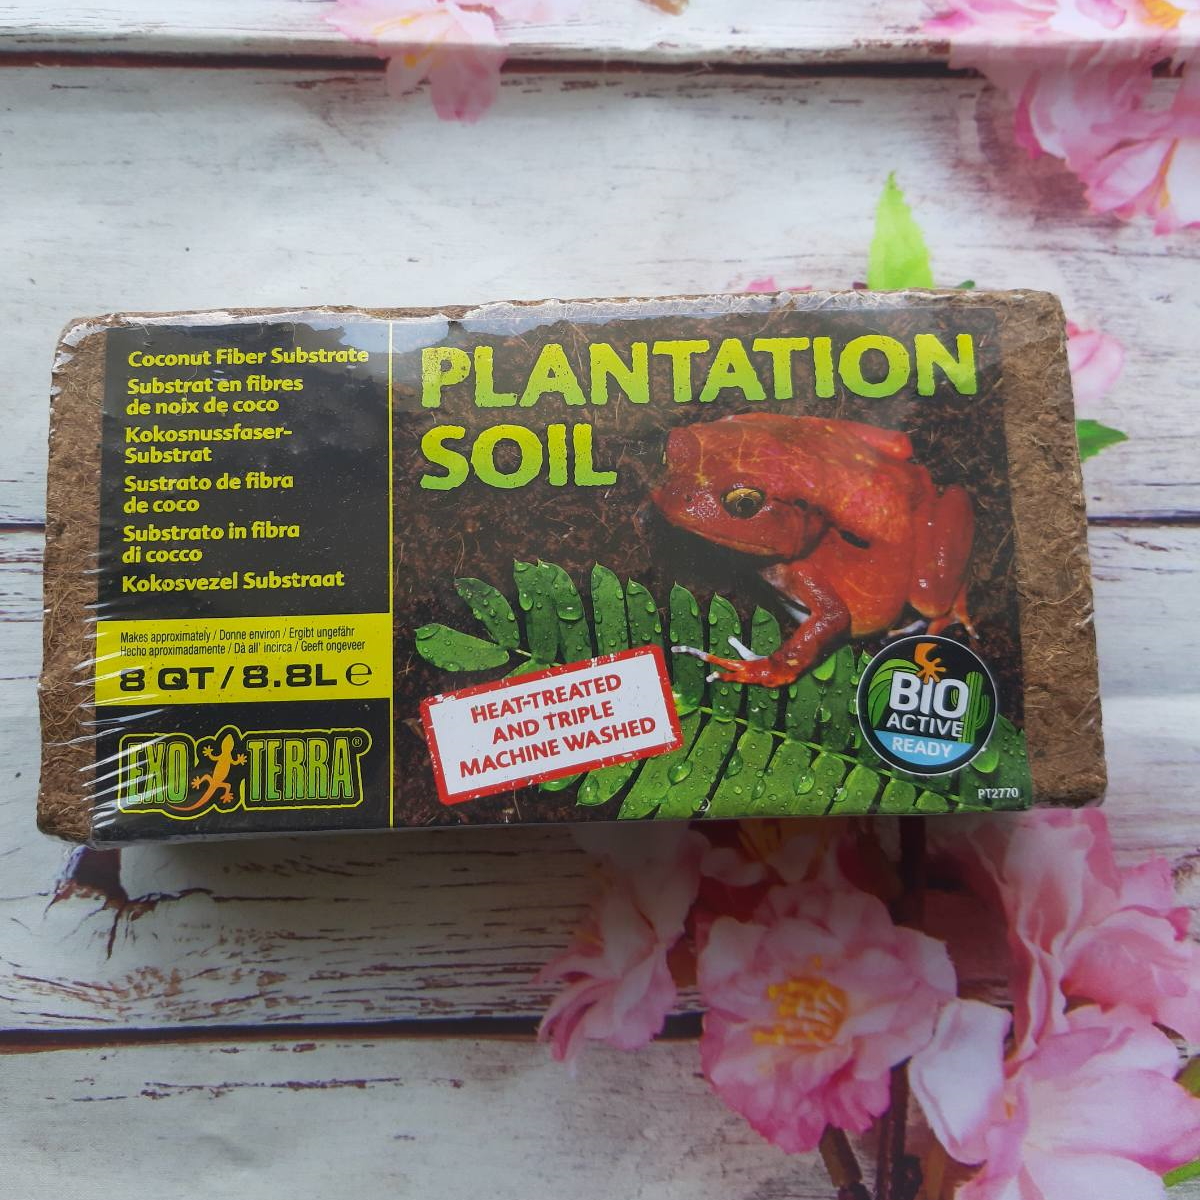 Coconut Fiber Substrate
Substrat en fibres
de noix de coco
Kokosnussfaser-
Substrat
Sustrato de fibra
de coco
Substrato in fibra
di cocco
Kokosvezel Substraat
Makes approximately / Donne environ / Ergibt ungefähr
Hacho aproximadamente / Dà all' incirca / Geeft ongeveer
8 QT / 8.8L e
EXO TERRA®
PLANTATION
SOIL
HEAT-TREATED
AND TRIPLE
MACHINE WASHED
BIO
ACTIVE
READY
PT2770